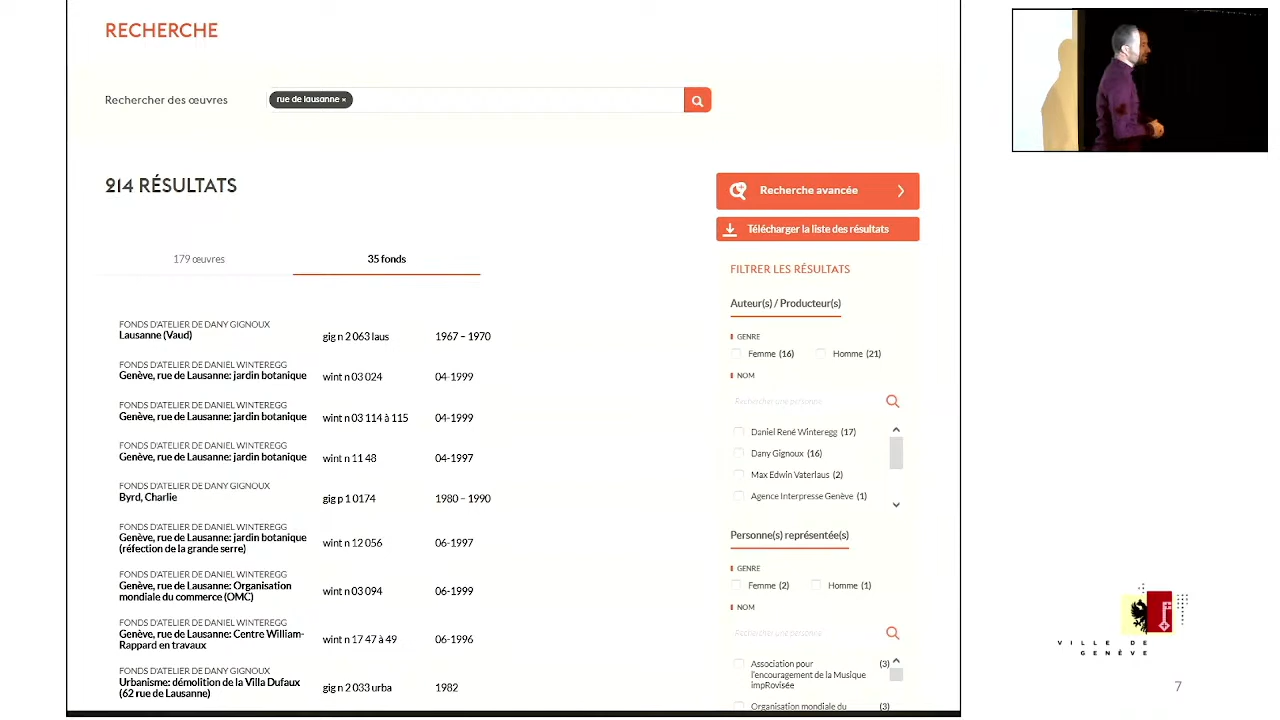 RECHERCHE
Rechercher des œuvres
rue de lausanne ×
214 RÉSULTATS
Recherche avancée
Télécharger la liste des résultats
179 œuvres
35 fonds
FILTRER LES RÉSULTATS
Auteur(s) / Producteur(s)
GENRE
Femme (16) Homme (21)
NOM
Rechercher une personne
Daniel René Winteregg (17)
Dany Gignoux (16)
Max Edwin Vaterlaus (2)
Agence Interpresse Genève (1)
Personne(s) représentée(s)
GENRE
Femme (2) Homme (1)
NOM
Rechercher une personne
Association pour (3)
l'encouragement de la Musique
impRovisée
Organisation mondiale du (3)
FONDS D'ATELIER DE DANY GIGNOUX
Lausanne (Vaud) gig n 2 063 laus 1967 – 1970
FONDS D'ATELIER DE DANIEL WINTEREGG
Genève, rue de Lausanne: jardin botanique wint n 03 024 04-1999
FONDS D'ATELIER DE DANIEL WINTEREGG
Genève, rue de Lausanne: jardin botanique wint n 03 114 à 115 04-1999
FONDS D'ATELIER DE DANIEL WINTEREGG
Genève, rue de Lausanne: jardin botanique wint n 11 48 04-1997
FONDS D'ATELIER DE DANY GIGNOUX
Byrd, Charlie gig p 1 0174 1980 – 1990
FONDS D'ATELIER DE DANIEL WINTEREGG
Genève, rue de Lausanne: jardin botanique
(réfection de la grande serre) wint n 12 056 06-1997
FONDS D'ATELIER DE DANIEL WINTEREGG
Genève, rue de Lausanne: Organisation
mondiale du commerce (OMC) wint n 03 094 06-1999
FONDS D'ATELIER DE DANIEL WINTEREGG
Genève, rue de Lausanne: Centre William-
Rappard en travaux wint n 17 47 à 49 06-1996
FONDS D'ATELIER DE DANY GIGNOUX
Urbanisme: démolition de la Villa Dufaux
(62 rue de Lausanne) gig n 2 033 urba 1982
VILLE DE
GENÈVE
7